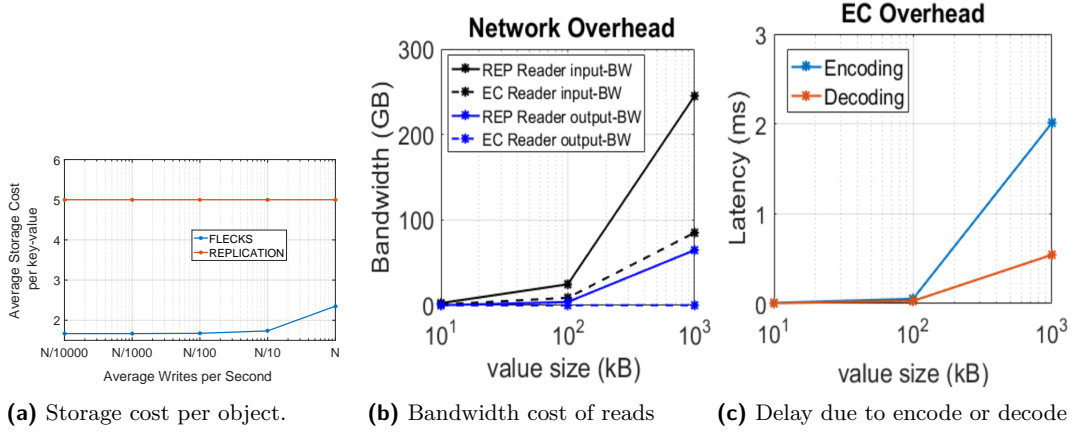 6
5
4
3
2
Average Storage Cost
per key-value
FLECKS
REPLICATION
N/10000 N/1000 N/100 N/10 N
Average Writes per Second
(a) Storage cost per object.
Network Overhead
300
200
100
0
Bandwidth (GB)
REP Reader input-BW
EC Reader input-BW
REP Reader output-BW
EC Reader output-BW
10^1 10^2 10^3
value size (kB)
(b) Bandwidth cost of reads
EC Overhead
3
2
1
0
Latency (ms)
Encoding
Decoding
10^1 10^2 10^3
value size (kB)
(c) Delay due to encode or decode